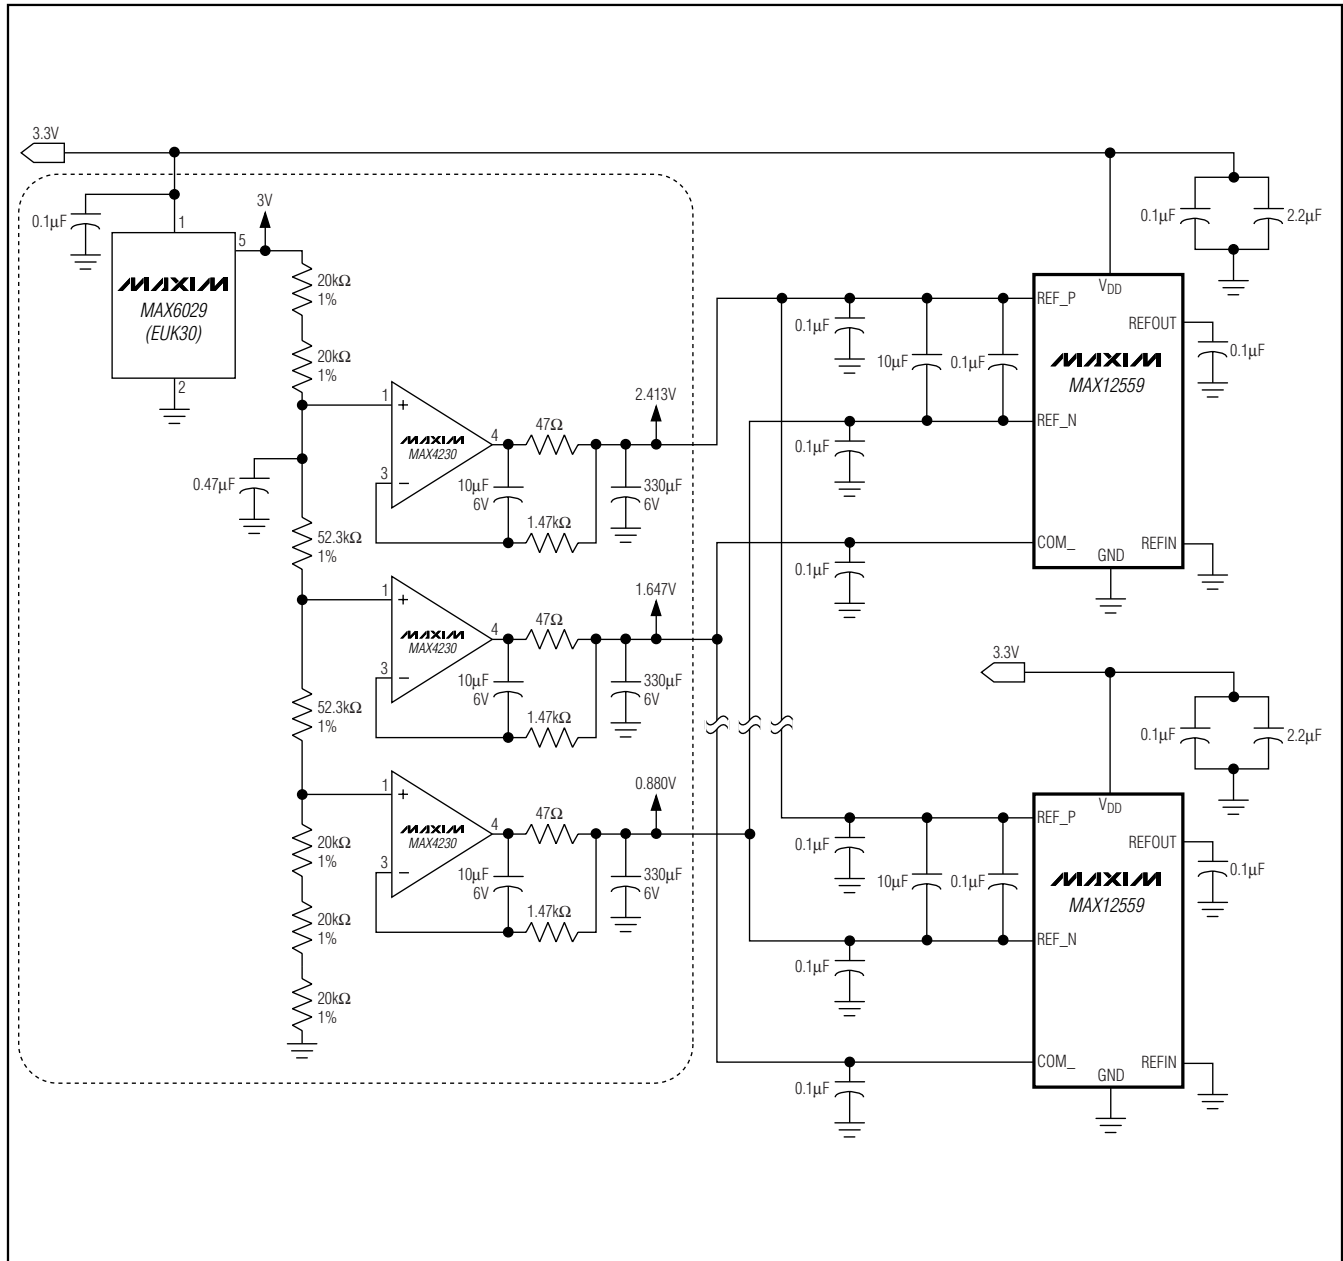 3.3V
0.1µF
1
3V
5
MAXIM
MAX6029
(EUK30)
2
20kΩ
1%
20kΩ
1%
0.47µF
52.3kΩ
1%
52.3kΩ
1%
20kΩ
1%
20kΩ
1%
20kΩ
1%
1
+
MAXIM
MAX4230
3
−
4
47Ω
10µF
6V
1.47kΩ
2.413V
330µF
6V
1
+
MAXIM
MAX4230
3
−
4
47Ω
10µF
6V
1.47kΩ
1.647V
330µF
6V
1
+
MAXIM
MAX4230
3
−
4
47Ω
10µF
6V
1.47kΩ
0.880V
330µF
6V
0.1µF
2.2µF
VDD
REF_P
REFOUT
0.1µF
10µF
0.1µF
0.1µF
MAXIM
MAX12559
REF_N
0.1µF
COM_
GND
REFIN
0.1µF
3.3V
0.1µF
2.2µF
VDD
REF_P
REFOUT
0.1µF
10µF
0.1µF
0.1µF
MAXIM
MAX12559
REF_N
0.1µF
COM_
GND
REFIN
0.1µF